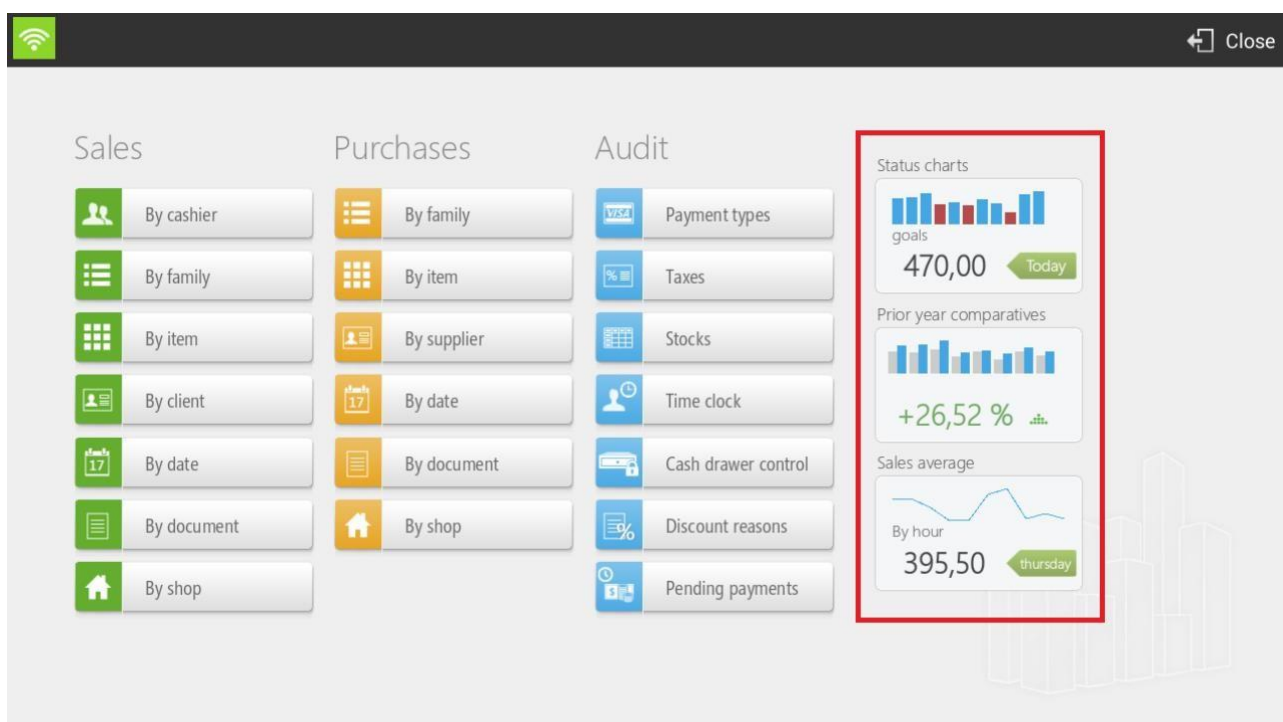 Close
Sales
By cashier
By family
By item
By client
17
By date
By document
By shop
Purchases
By family
By item
By supplier
17
By date
By document
By shop
Audit
VISA
Payment types
%
Taxes
Stocks
Time clock
Cash drawer control
%
Discount reasons
$
Pending payments
Status charts
goals
470,00
Today
Prior year comparatives
+26,52 %
Sales average
By hour
395,50
thursday